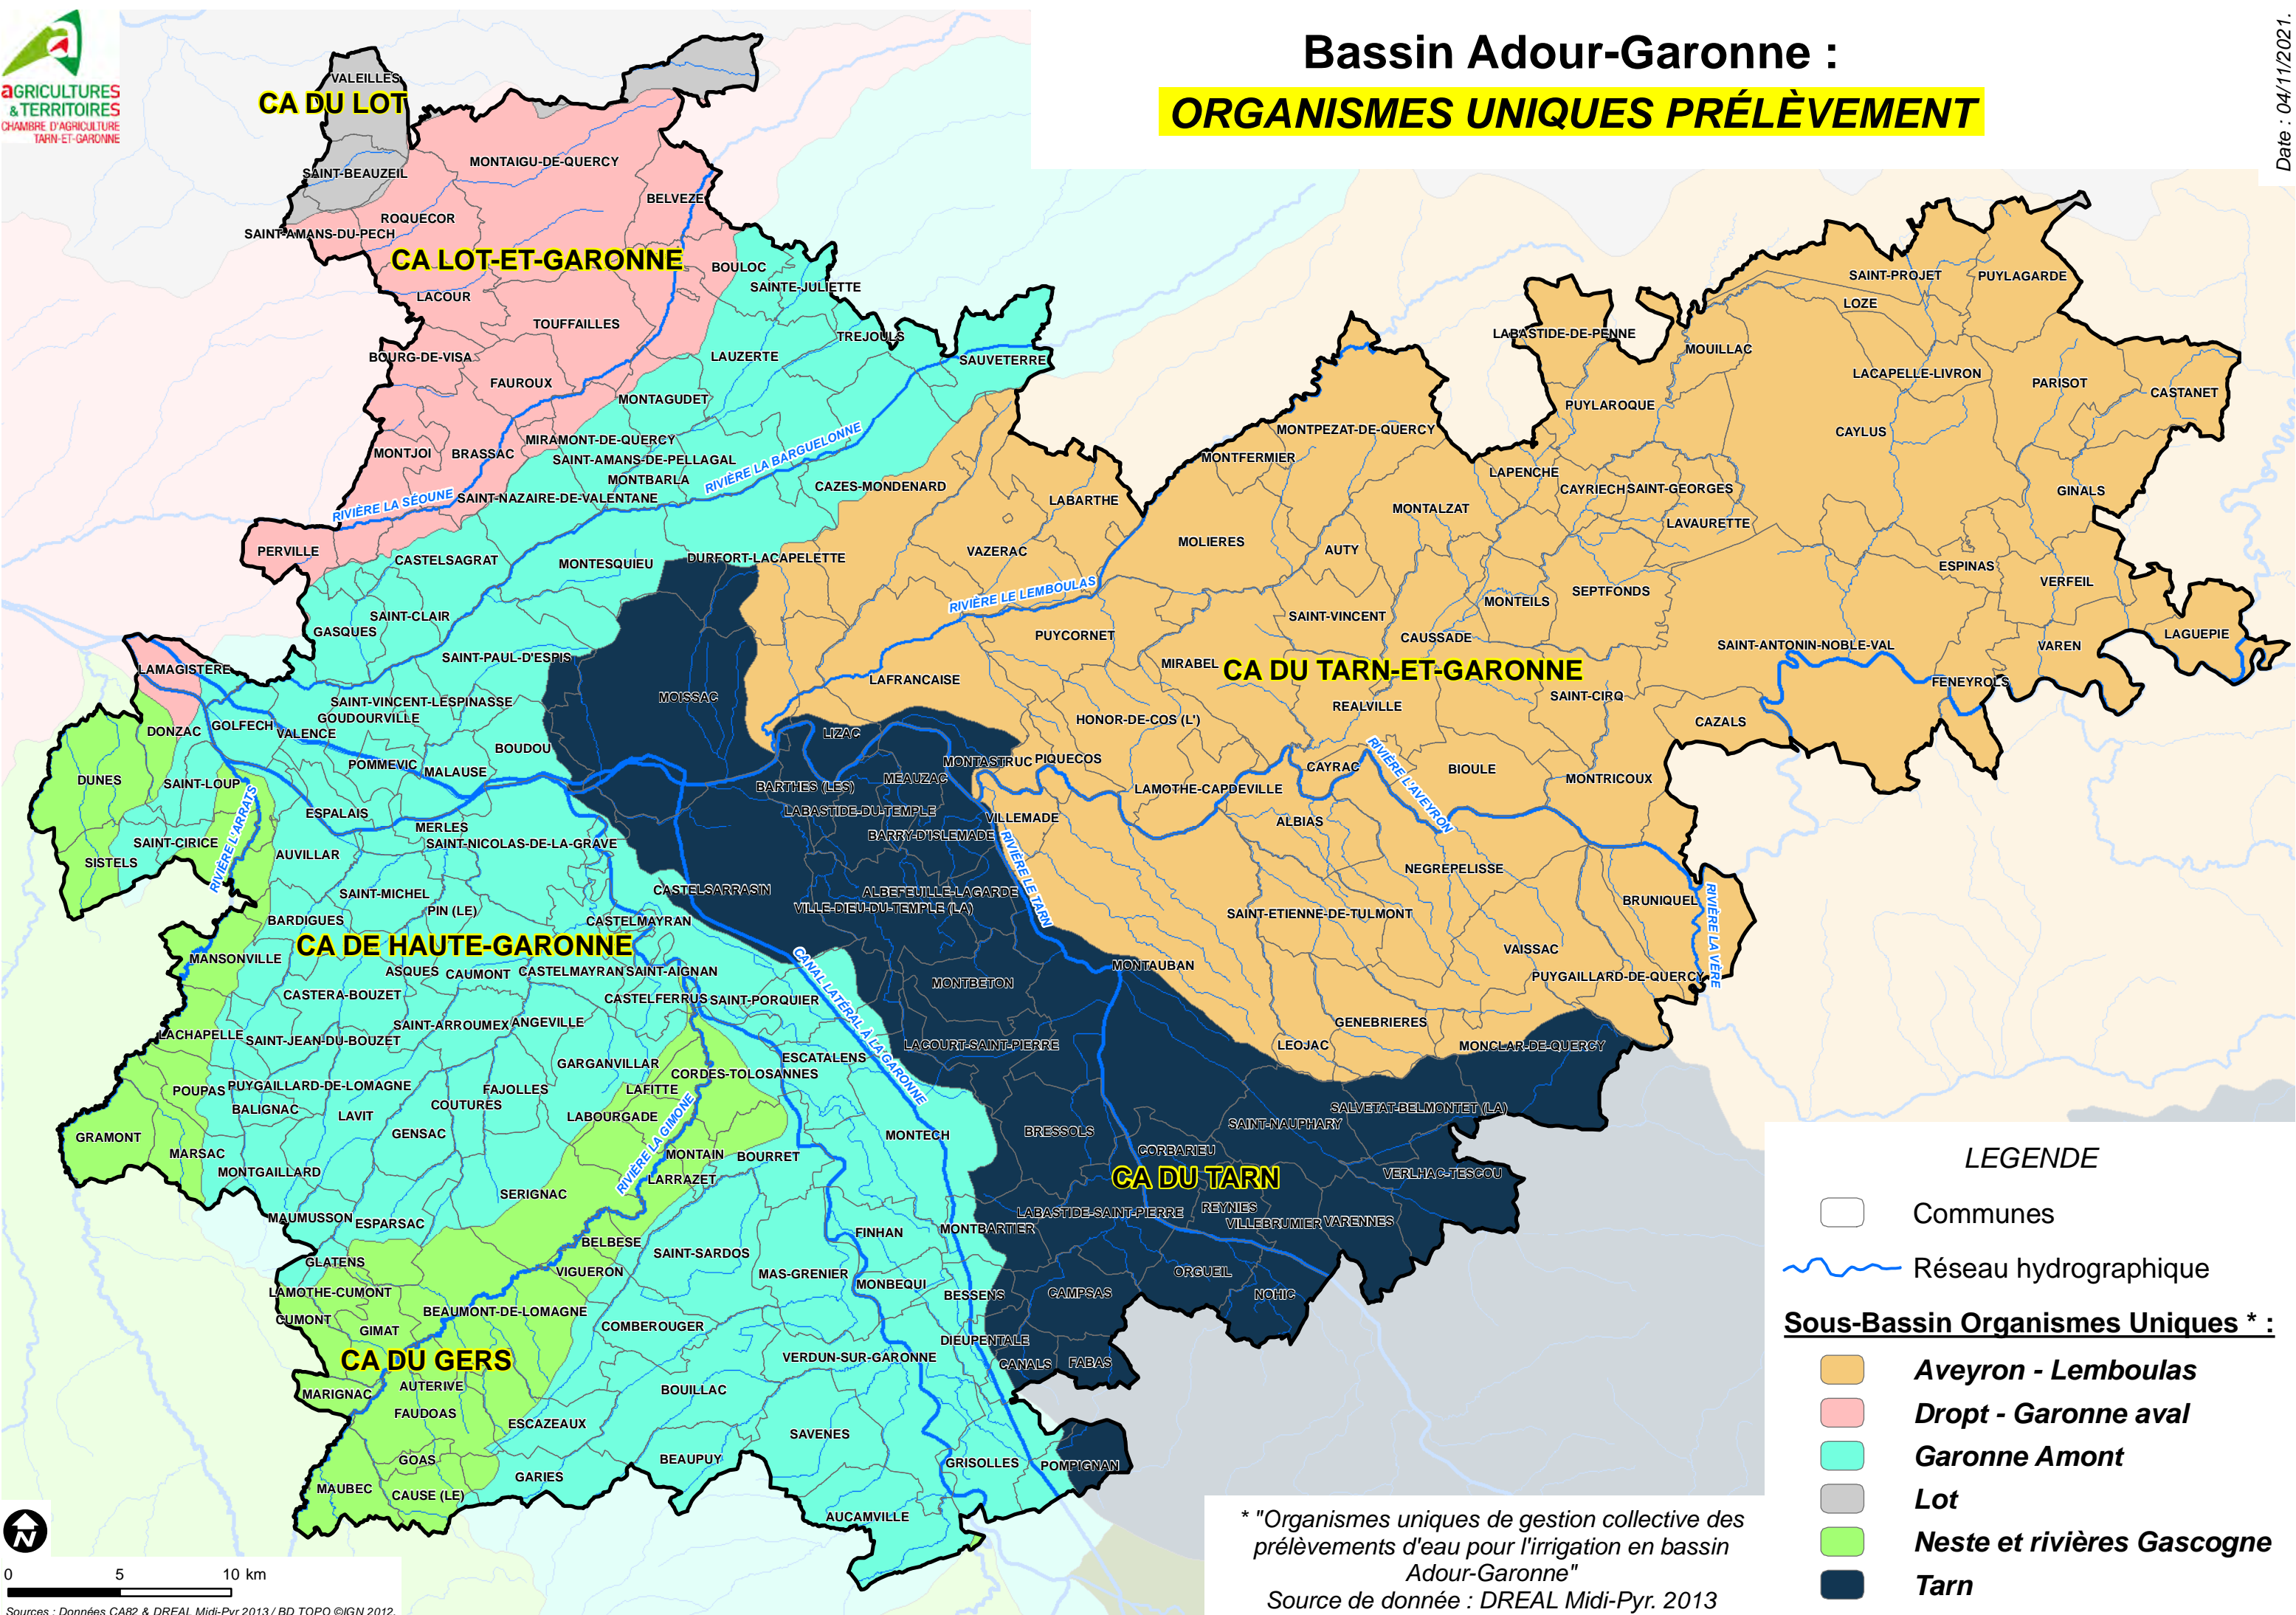 Bassin Adour-Garonne :
ORGANISMES UNIQUES PRÉLÈVEMENT
Date : 04/11/2021.
aGRICULTURES
& TERRITOIRES
CHAMBRE D'AGRICULTURE
TARN-ET-GARONNE
VALEILLES
CA DU LOT
SAINT-BEAUZEIL
MONTAIGU-DE-QUERCY
BELVEZE
ROQUECOR
SAINT-AMANS-DU-PECH
CA LOT-ET-GARONNE
BOULOC
SAINTE-JULIETTE
LACOUR
TOUFFAILLES
TREJOULS
BOURG-DE-VISA
LAUZERTE
SAUVETERRE
FAUROUX
MONTAGUDET
MIRAMONT-DE-QUERCY
MONTJOI
BRASSAC
SAINT-AMANS-DE-PELLAGAL
MONTBARLA
RIVIÈRE LA BARGUELONNE
RIVIÈRE LA SÉOUNE
SAINT-NAZAIRE-DE-VALENTANE
CAZES-MONDENARD
PERVILLE
CASTELSAGRAT
MONTESQUIEU
DURFORT-LACAPELETTE
SAINT-CLAIR
GASQUES
SAINT-PAUL-D'ESPIS
LAMAGISTERE
SAINT-VINCENT-LESPINASSE
GOUDOURVILLE
DONZAC
GOLFECH
VALENCE
BOUDOU
MOISSAC
POMMEVIC
MALAUSE
DUNES
SAINT-LOUP
ESPALAIS
MERLES
SAINT-NICOLAS-DE-LA-GRAVE
SAINT-CIRICE
SISTELS
RIVIÈRE L'ARRATS
AUVILLAR
SAINT-MICHEL
PIN (LE)
BARDIGUES
CASTELMAYRAN
CASTELSARRASIN
CA DE HAUTE-GARONNE
MANSONVILLE
ASQUES
CAUMONT
CASTELMAYRAN
SAINT-AIGNAN
CASTERA-BOUZET
CASTELFERRUS
SAINT-PORQUIER
CANAL LATÉRAL À LA GARONNE
LACHAPELLE
SAINT-JEAN-DU-BOUZET
SAINT-ARROUMEX
ANGEVILLE
GARGANVILLAR
ESCATALENS
CORDES-TOLOSANNES
POUPAS
PUYGAILLARD-DE-LOMAGNE
FAJOLLES
LAFITTE
BALIGNAC
LAVIT
COUTURES
LABOURGADE
GRAMONT
GENSAC
MONTECH
MARSAC
MONTGAILLARD
RIVIÈRE LA GIMONE
MONTAIN
BOURRET
LARRAZET
SERIGNAC
MAUMUSSON
ESPARSAC
BELBESE
SAINT-SARDOS
FINHAN
MONTBARTIER
GLATENS
VIGUERON
MAS-GRENIER
MONBEQUI
BESSENS
LAMOTHE-CUMONT
CUMONT
GIMAT
BEAUMONT-DE-LOMAGNE
COMBEROUGER
DIEUPENTALE
CA DU GERS
VERDUN-SUR-GARONNE
CANALS
FABAS
MARIGNAC
AUTERIVE
BOUILLAC
FAUDOAS
ESCAZEAUX
SAVENES
GOAS
BEAUPUY
GRISOLLES
POMPIGNAN
MAUBEC
CAUSE (LE)
GARIES
AUCAMVILLE
SAINT-PROJET
PUYLAGARDE
LOZE
LABASTIDE-DE-PENNE
MOUILLAC
LACAPELLE-LIVRON
PARISOT
CASTANET
PUYLAROQUE
MONTPEZAT-DE-QUERCY
CAYLUS
MONTFERMIER
LAPENCHE
CAYRIECH
SAINT-GEORGES
GINALS
LABARTHE
MONTALZAT
LAVAURETTE
VAZERAC
MOLIERES
AUTY
ESPINAS
VERFEIL
RIVIÈRE LE LEMBOULAS
SEPTFONDS
MONTEILS
SAINT-VINCENT
PUYCORNET
CAUSSADE
SAINT-ANTONIN-NOBLE-VAL
VAREN
LAGUEPIE
MIRABEL
CA DU TARN-ET-GARONNE
LAFRANCAISE
FENEYROLS
SAINT-CIRQ
REALVILLE
HONOR-DE-COS (L')
CAZALS
LIZAC
MONTASTRUC
PIQUECOS
CAYRAC
RIVIÈRE L'AVEYRON
BIOULE
MONTRICOUX
BARTHES (LES)
MEAUZAC
LAMOTHE-CAPDEVILLE
LABASTIDE-DU-TEMPLE
VILLEMADE
ALBIAS
BARRY-D'ISLEMADE
RIVIÈRE LE TARN
NEGREPELISSE
ALBEFEUILLE-LAGARDE
VILLE-DIEU-DU-TEMPLE (LA)
SAINT-ETIENNE-DE-TULMONT
BRUNIQUEL
RIVIÈRE LA VÈRE
VAISSAC
MONTAUBAN
PUYGAILLARD-DE-QUERCY
MONTBETON
GENEBRIERES
LEOJAC
MONCLAR-DE-QUERCY
LACOURT-SAINT-PIERRE
SALVETAT-BELMONTET (LA)
SAINT-NAUPHARY
BRESSOLS
CORBARIEU
CA DU TARN
VERLHAC-TESCOU
LABASTIDE-SAINT-PIERRE
REYNIES
VILLEBRUMIER
VARENNES
ORGUEIL
CAMPSAS
NOHIC
LEGENDE
Communes
Réseau hydrographique
Sous-Bassin Organismes Uniques * :
Aveyron - Lemboulas
Dropt - Garonne aval
Garonne Amont
Lot
Neste et rivières Gascogne
Tarn
* "Organismes uniques de gestion collective des
prélèvements d'eau pour l'irrigation en bassin
Adour-Garonne"
Source de donnée : DREAL Midi-Pyr. 2013
N
0 5 10 km
Sources : Données CA82 & DREAL Midi-Pyr 2013 / BD TOPO ©IGN 2012.